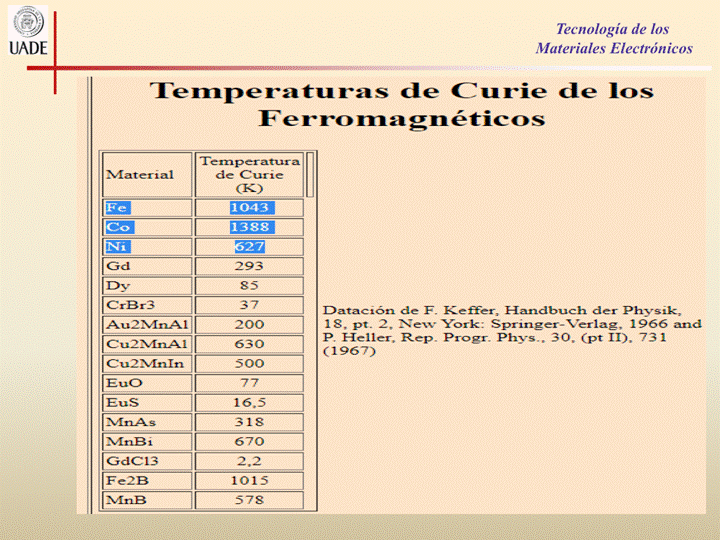 UADE
Tecnología de los
Materiales Electrónicos
Temperaturas de Curie de los
Ferromagnéticos
Material Temperatura de Curie (K)
Fe 1043
Co 1388
Ni 627
Gd 293
Dy 85
CrBr3 37
Au2MnAl 200
Cu2MnAl 630
Cu2MnIn 500
EuO 77
EuS 16,5
MnAs 318
MnBi 670
GdCl3 2,2
Fe2B 1015
MnB 578
Datación de F. Keffer, Handbuch der Physik,
18, pt. 2, New York: Springer-Verlag, 1966 and
P. Heller, Rep. Progr. Phys., 30, (pt II), 731
(1967)